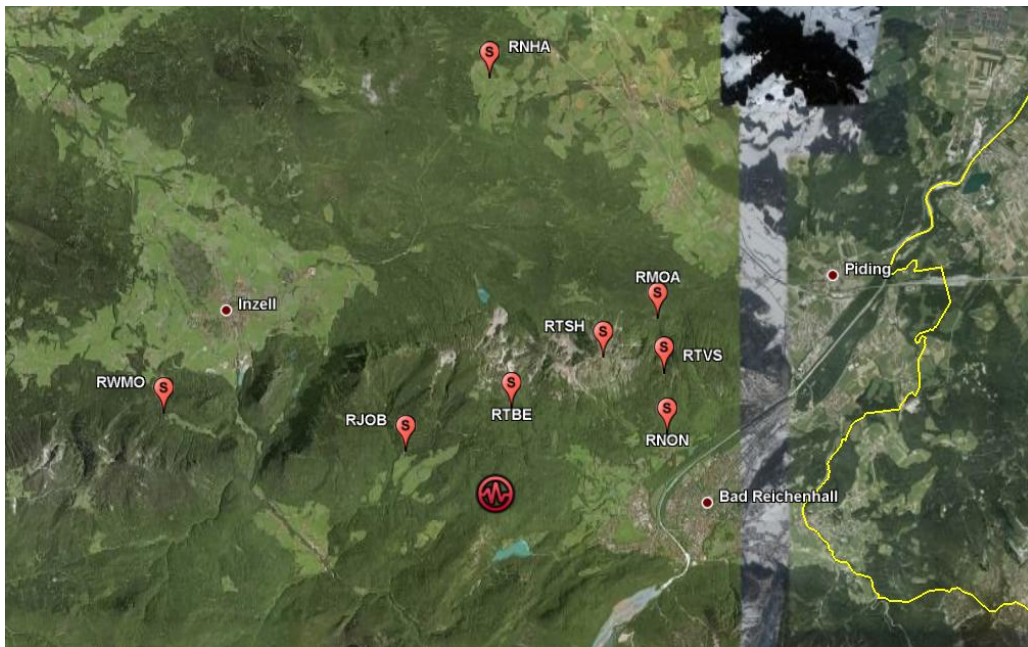 S RNHA
Piding
RMOA
S
Inzell
RTSH S
S RTVS
RWMO S
S
RTBE
S
RNON
RJOB S
Bad Reichenhall